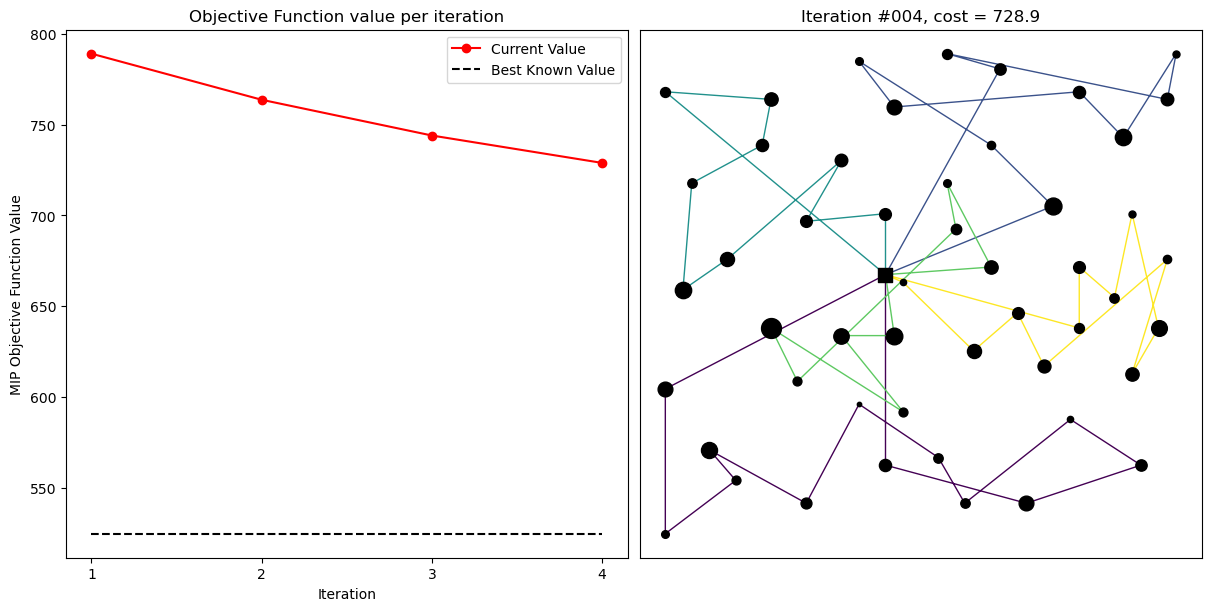 Objective Function value per iteration
Iteration #004, cost = 728.9
Current Value
Best Known Value
MIP Objective Function Value
800
750
700
650
600
550
1 2 3 4
Iteration